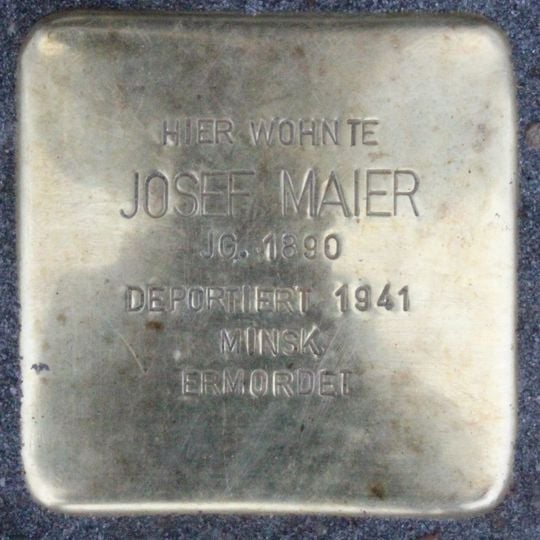 HIER WOHNTE
JOSEF MAIER
JG. 1890
DEPORTIERT 1941
MINSK
ERMORDET